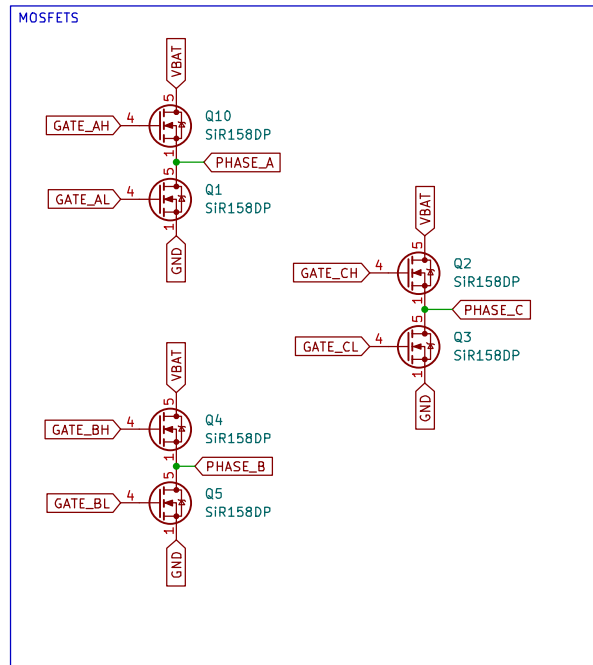 MOSFETS
VBAT
5
4
GATE_AH
Q10
SiR158DP
1
PHASE_A
5
4
GATE_AL
Q1
SiR158DP
1
GND
VBAT
5
4
GATE_CH
Q2
SiR158DP
1
PHASE_C
5
4
GATE_CL
Q3
SiR158DP
1
GND
VBAT
5
4
GATE_BH
Q4
SiR158DP
1
PHASE_B
5
4
GATE_BL
Q5
SiR158DP
1
GND